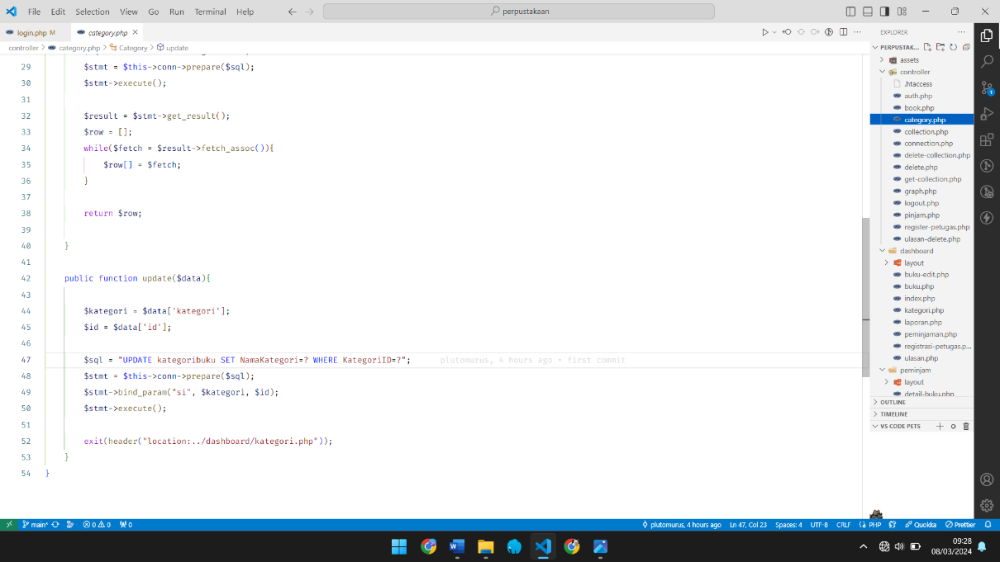 File Edit Selection View Go Run Terminal Help
perpustakaan
login.php M
category.php
EXPLORER
controller > category.php > Category > update
29 $stmt = $this->conn->prepare($sql);
30 $stmt->execute();
31
32 $result = $stmt->get_result();
33 $row = [];
34 while($fetch = $result->fetch_assoc()){
35 $row[] = $fetch;
36 }
37
38 return $row;
39
40 }
41
42 public function update($data){
43
44 $kategori = $data['kategori'];
45 $id = $data['id'];
46
47 $sql = "UPDATE kategoribuku SET NamaKategori=? WHERE KategoriID=?"; plutomurus, 4 hours ago • first commit
48 $stmt = $this->conn->prepare($sql);
49 $stmt->bind_param("si", $kategori, $id);
50 $stmt->execute();
51
52 exit(header("location:../dashboard/kategori.php"));
53 }
54 }
PERPUSTAK...
assets
controller
.htaccess
auth.php
book.php
category.php
collection.php
connection.php
delete-collection.php
delete.php
get-collection.php
graph.php
logout.php
pinjam.php
register-petugas.php
ulasan-delete.php
dashboard
layout
buku-edit.php
buku.php
index.php
kategori.php
laporan.php
peminjaman.php
registrasi-petugas.p...
ulasan.php
peminjam
layout
detail-buku.php
OUTLINE
TIMELINE
VS CODE PETS
1
main* 0 0 0
plutomurus, 4 hours ago Ln 47, Col 23 Spaces: 4 UTF-8 CRLF PHP Quokka Prettier
09:28
08/03/2024